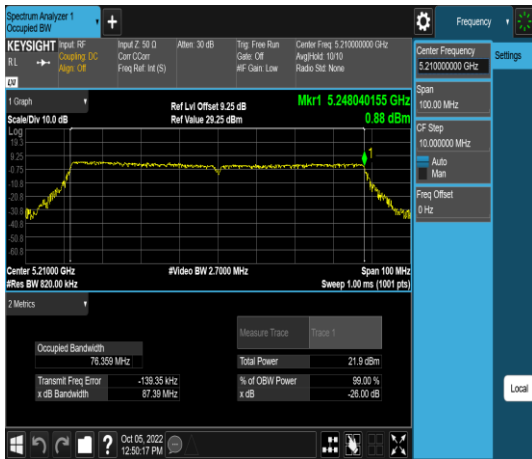 Spectrum Analyzer 1
Occupied BW
Frequency
KEYSIGHT
Input: RF
Input Z: 50 Ω
Atten: 30 dB
Trig: Free Run
Center Freq: 5.210000000 GHz
RL
Coupling: DC
Corr CCorr
Gate: Off
Avg|Hold: 10/10
Align: Off
Freq Ref: Int (S)
#IF Gain: Low
Radio Std: None
LXI
1 Graph
Ref Lvl Offset 9.25 dB
Mkr1 5.248040155 GHz
Scale/Div 10.0 dB
Ref Value 29.25 dBm
0.88 dBm
Log
19.3
9.25
-0.75
-10.8
-20.8
-30.8
-40.8
-50.8
-60.8
1
Center 5.21000 GHz
#Video BW 2.7000 MHz
Span 100 MHz
#Res BW 820.00 kHz
Sweep 1.00 ms (1001 pts)
2 Metrics
Measure Trace
Trace 1
Occupied Bandwidth
76.359 MHz
Total Power
21.9 dBm
Transmit Freq Error
-139.35 kHz
% of OBW Power
99.00 %
x dB Bandwidth
87.39 MHz
x dB
-26.00 dB
Oct 05, 2022
12:50:17 PM
Center Frequency
5.210000000 GHz
Settings
Span
100.00 MHz
CF Step
10.000000 MHz
Auto
Man
Freq Offset
0 Hz
Local